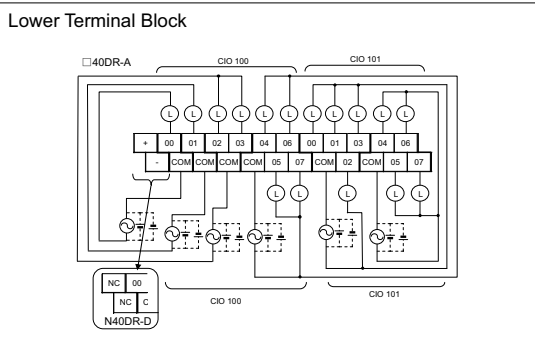 Lower Terminal Block
□40DR-A
CIO 100
CIO 101
L L L L L L L L L L L
+ 00 01 02 03 04 06 00 01 03 04 06
- COM COM COM COM 05 07 COM 02 COM 05 07
L L L L L
NC 00
NC C
N40DR-D
CIO 100
CIO 101